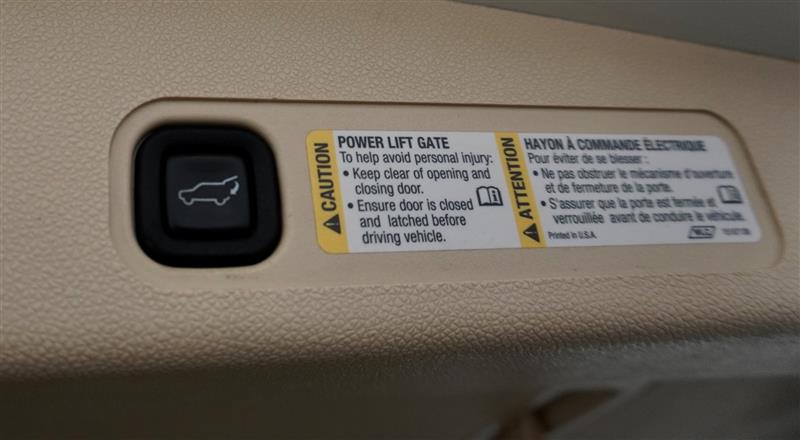 CAUTION
POWER LIFT GATE
To help avoid personal injury:
• Keep clear of opening and
closing door.
• Ensure door is closed
and latched before
driving vehicle.
ATTENTION
HAYON À COMMANDE ÉLECTRIQUE
Pour éviter de se blesser :
• Ne pas obstruer le mécanisme d'ouverture
et de fermeture de la porte.
• S'assurer que la porte est fermée et
verrouillée avant de conduire le véhicule.
Printed in U.S.A.